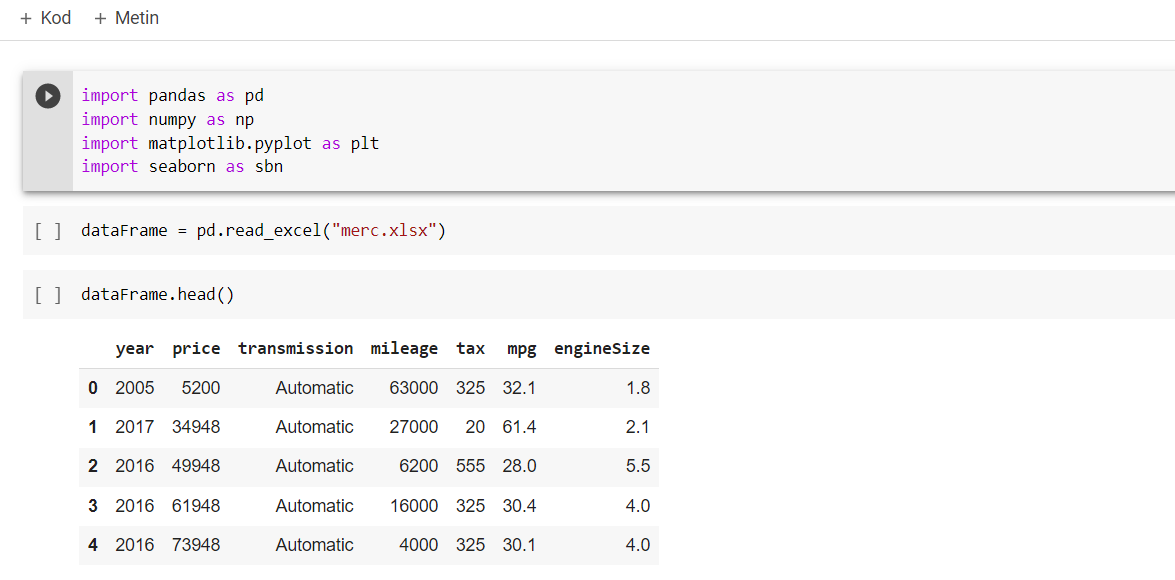 + Kod + Metin
import pandas as pd
import numpy as np
import matplotlib.pyplot as plt
import seaborn as sbn
[ ] dataFrame = pd.read_excel("merc.xlsx")
[ ] dataFrame.head()
year price transmission mileage tax mpg engineSize
0 2005 5200 Automatic 63000 325 32.1 1.8
1 2017 34948 Automatic 27000 20 61.4 2.1
2 2016 49948 Automatic 6200 555 28.0 5.5
3 2016 61948 Automatic 16000 325 30.4 4.0
4 2016 73948 Automatic 4000 325 30.1 4.0